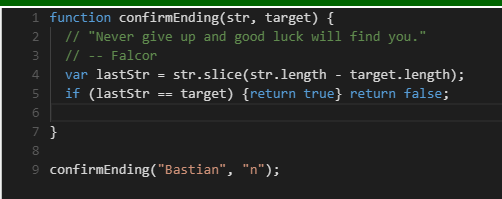 1 function confirmEnding(str, target) {
2 // "Never give up and good luck will find you."
3 // -- Falcor
4 var lastStr = str.slice(str.length - target.length);
5 if (lastStr == target) {return true} return false;
6
7 }
8
9 confirmEnding("Bastian", "n");